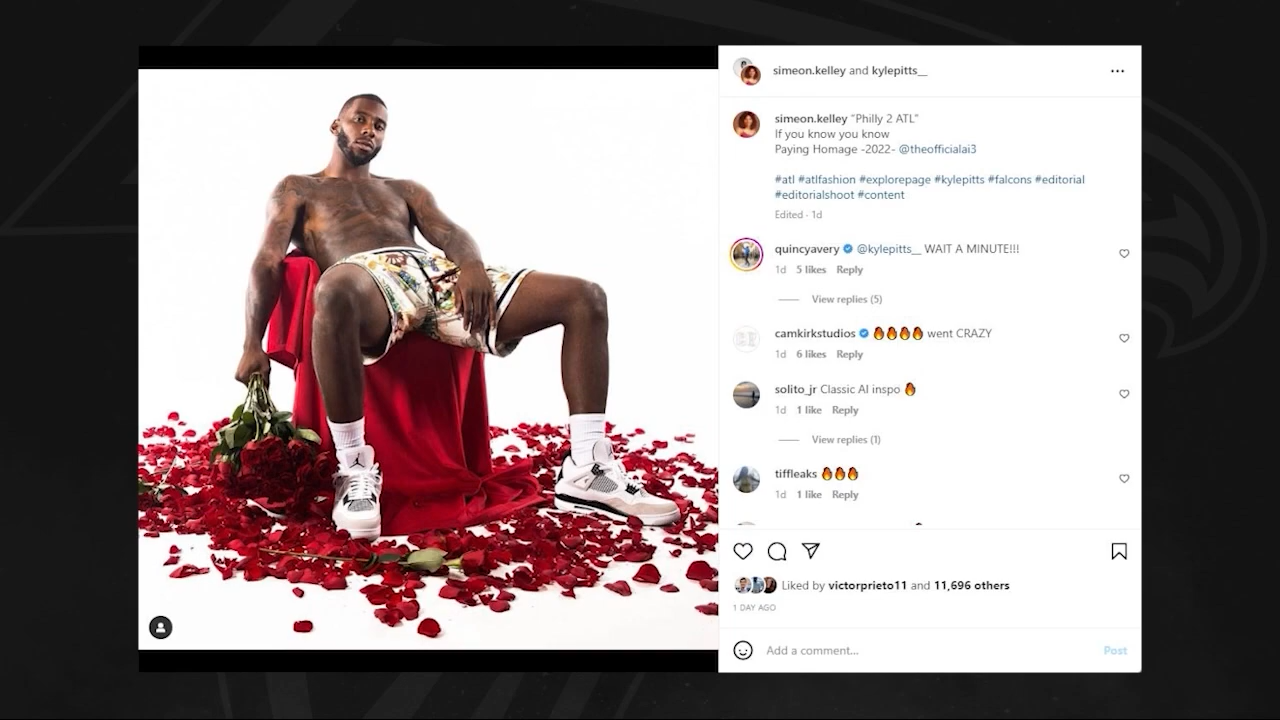 simeon.kelley and kylepitts__
simeon.kelley "Philly 2 ATL"
If you know you know
Paying Homage -2022- @theofficialai3
#atl #atlfashion #explorepage #kylepitts #falcons #editorial
#editorialshoot #content
Edited · 1d
quincyavery @kylepitts__ WAIT A MINUTE!!!
1d 5 likes Reply
View replies (5)
camkirkstudios 🔥🔥🔥🔥 went CRAZY
1d 6 likes Reply
solito_jr Classic AI inspo 🔥
1d 1 like Reply
View replies (1)
tiffleaks 🔥🔥🔥
1d 1 like Reply
Liked by victorprieto11 and 11,696 others
1 DAY AGO
Add a comment... Post